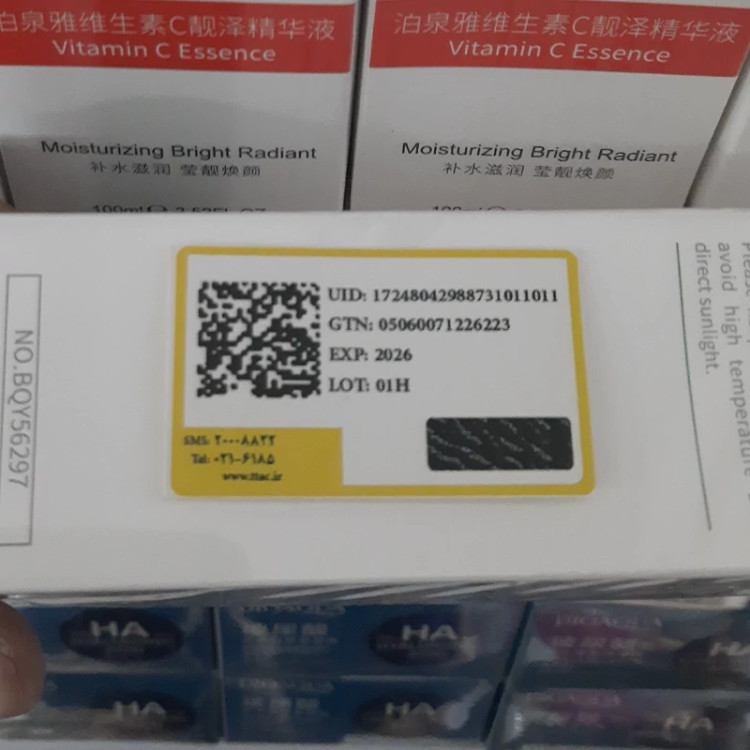 泊泉雅维生素C靓泽精华液
Vitamin C Essence
Moisturizing Bright Radiant
补水滋润 莹靓焕颜
100ml
泊泉雅维生素C靓泽精华液
Vitamin C Essence
Moisturizing Bright Radiant
补水滋润 莹靓焕颜
NO.BQY56297
UID: 17248042988731011011
GTN: 05060071226223
EXP: 2026
LOT: 01H
SMS: ۲۰۰۰۸۸۲۲
Tel: ۰۲۱-۶۱۸۵
www.ttac.ir
avoid high temperature
direct sunlight.
HA
HA
HA
HA
HA